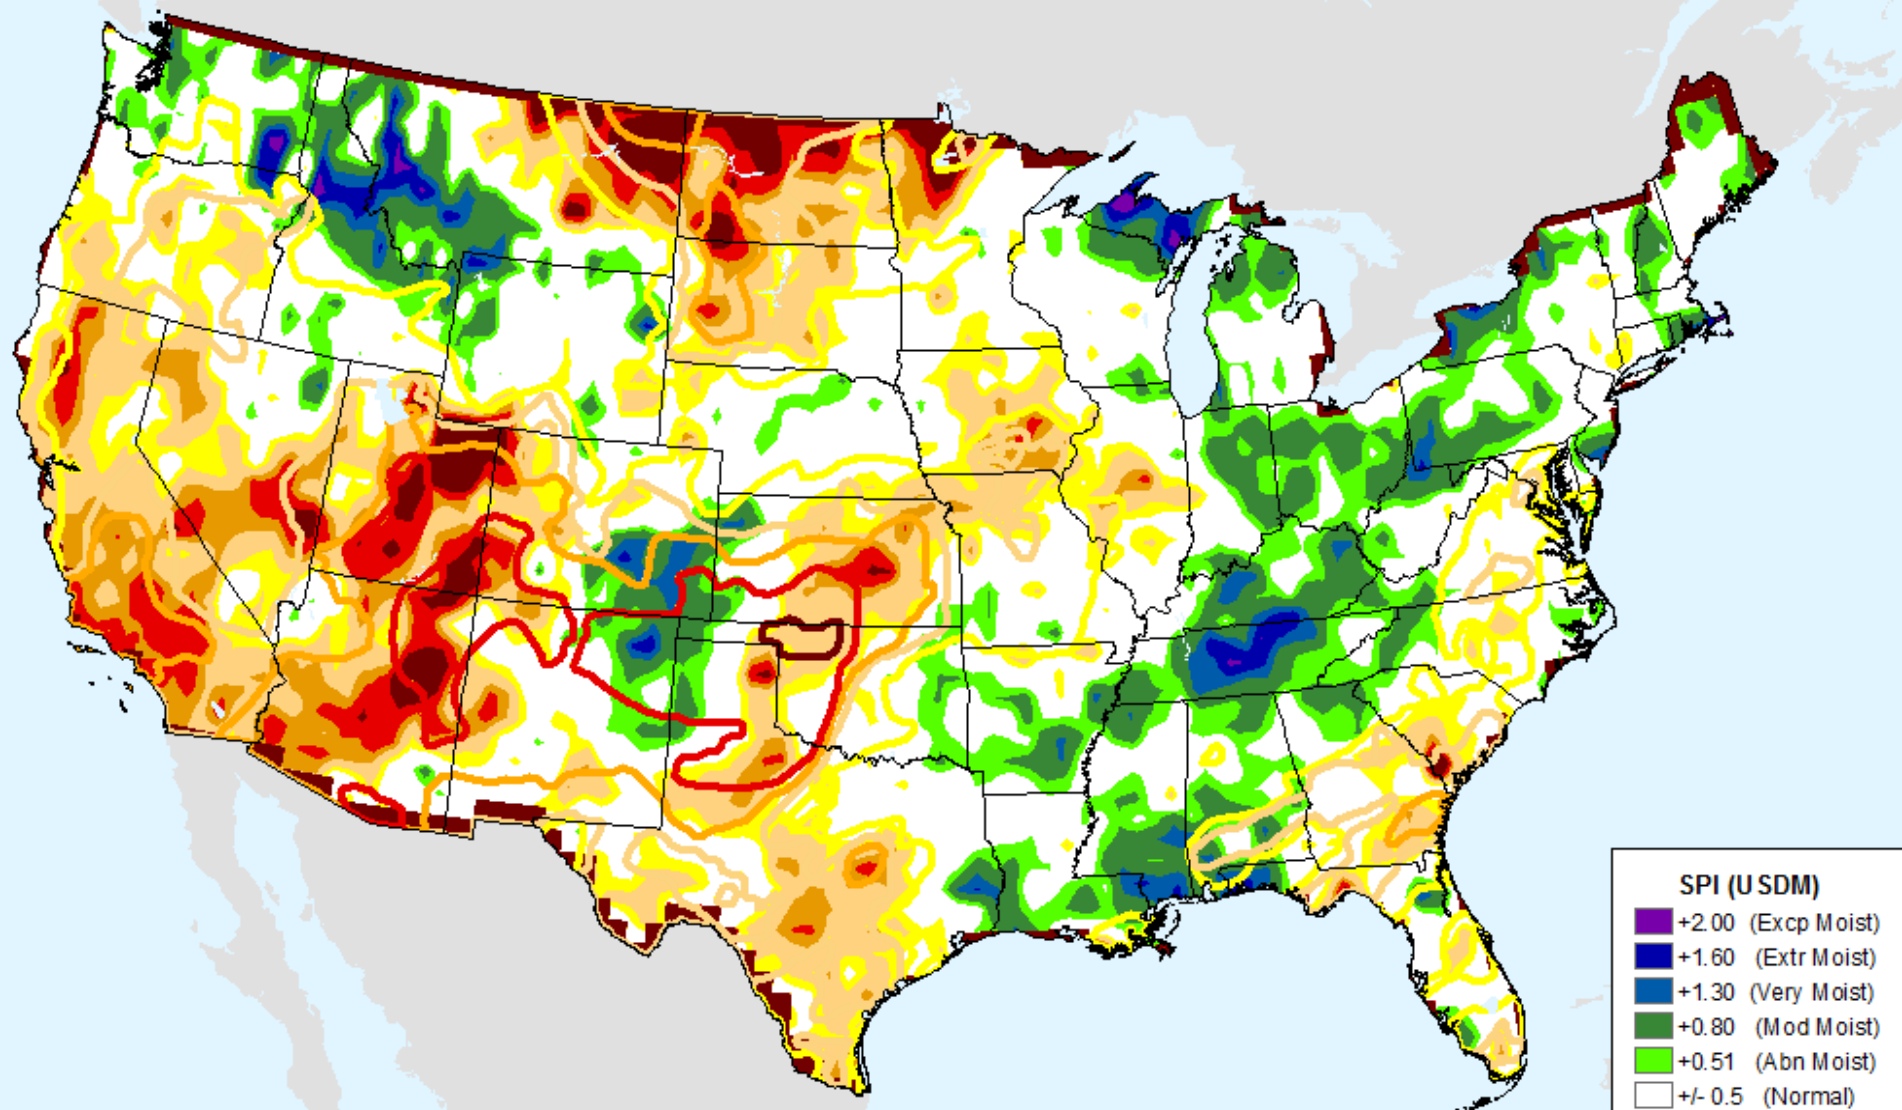 SPI (USDM)
+2.00 (Excp Moist)
+1.60 (Extr Moist)
+1.30 (Very Moist)
+0.80 (Mod Moist)
+0.51 (Abn Moist)
+/- 0.5 (Normal)